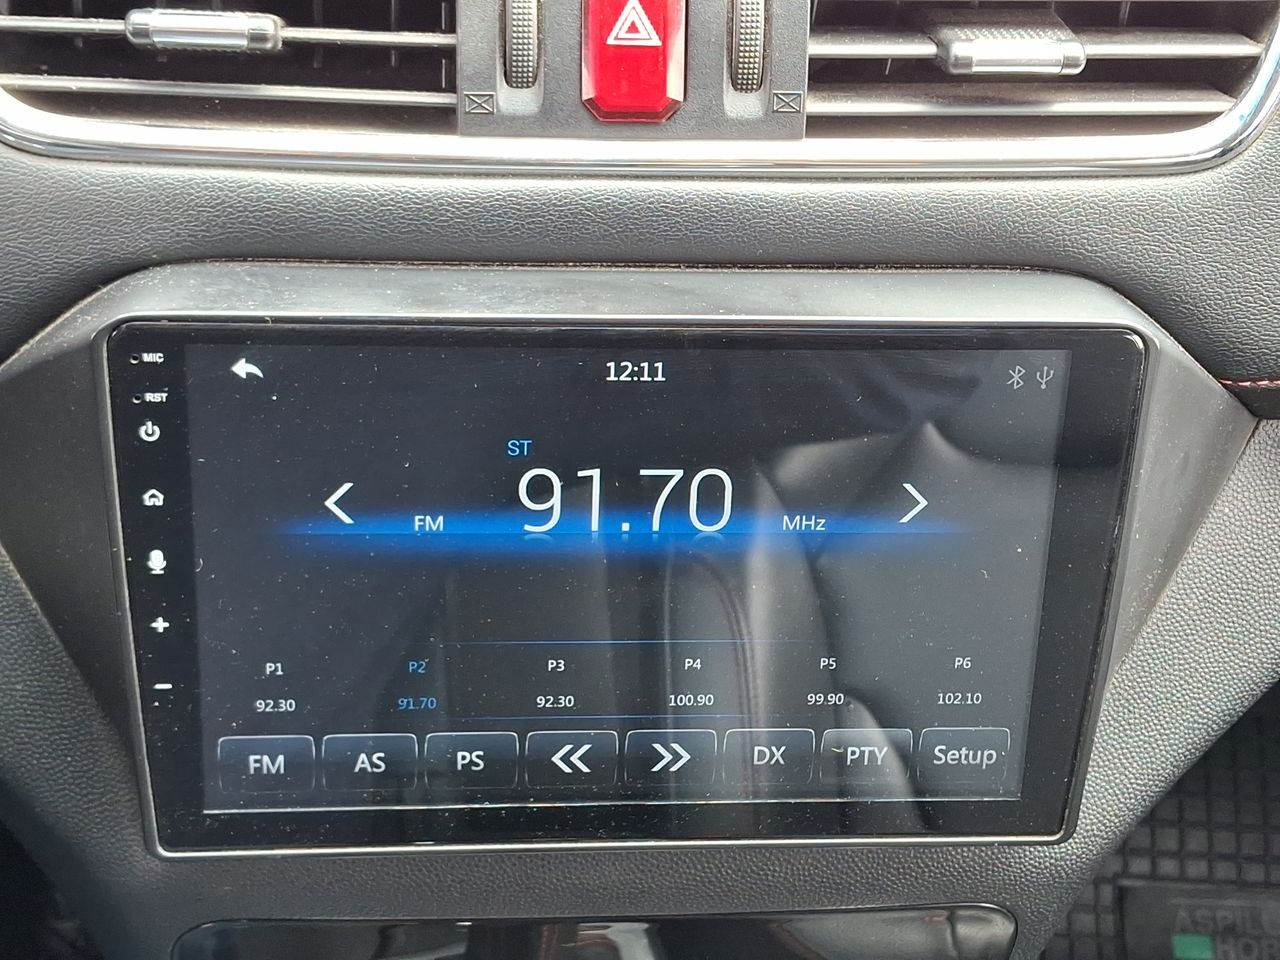 MIC
RST
12:11
ST
FM 91.70 MHz
P1 P2 P3 P4 P5 P6
92.30 91.70 92.30 100.90 99.90 102.10
FM AS PS DX PTY Setup